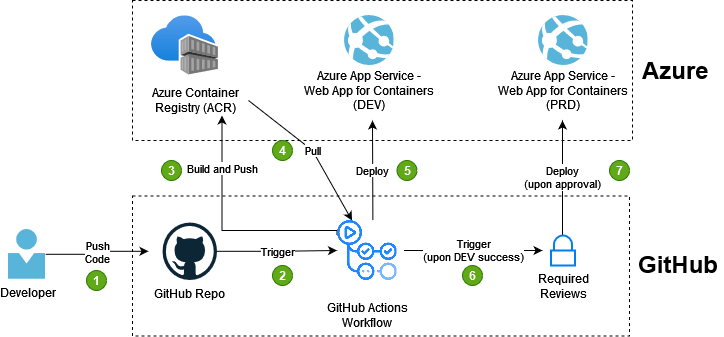 Azure Container
Registry (ACR)
Azure App Service -
Web App for Containers
(DEV)
Azure App Service -
Web App for Containers
(PRD)
Azure
3
Build and Push
4
Pull
Deploy
5
Deploy
(upon approval)
7
Push
Code
1
Developer
GitHub Repo
Trigger
2
GitHub Actions
Workflow
Trigger
(upon DEV success)
6
Required
Reviews
GitHub